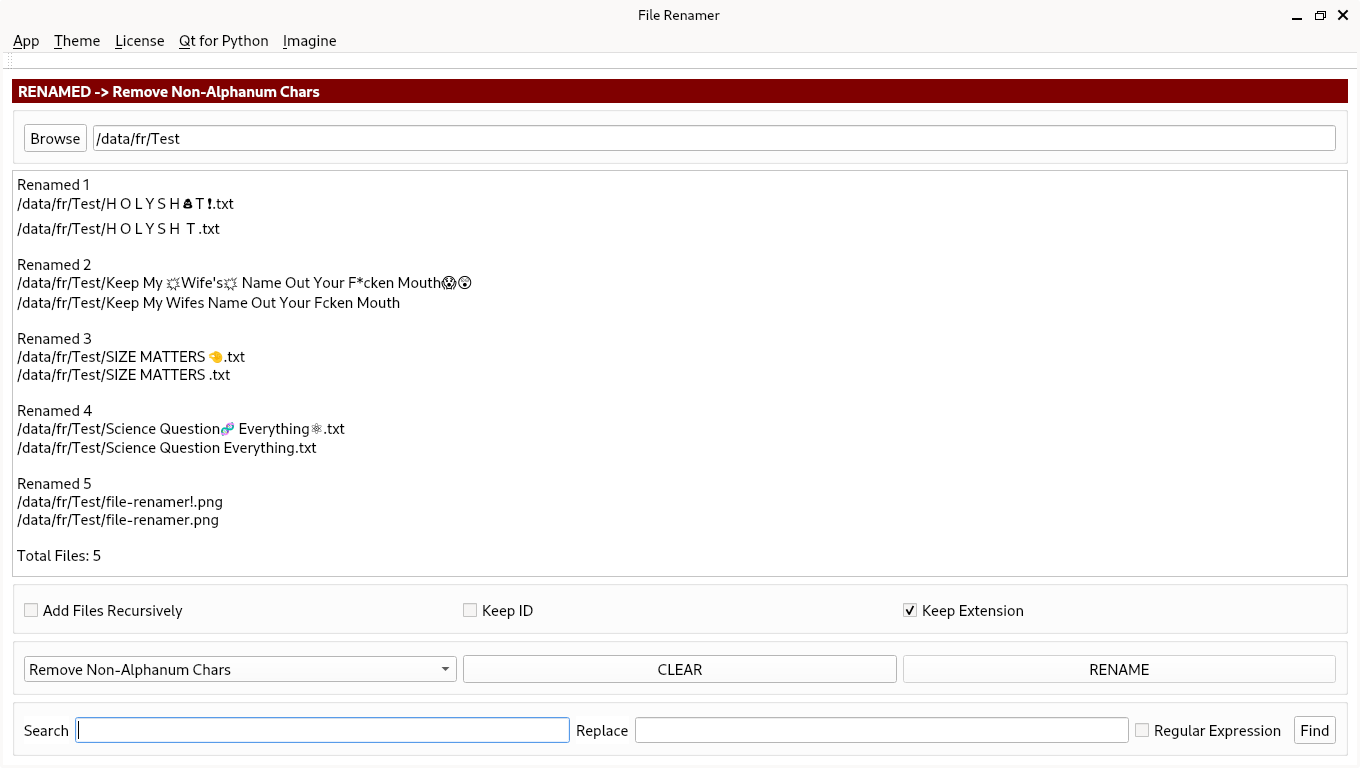 File Renamer
App Theme License Qt for Python Imagine
RENAMED -> Remove Non-Alphanum Chars
Browse /data/fr/Test
Renamed 1
/data/fr/Test/H O L Y S H 💩 T ❗.txt
/data/fr/Test/H O L Y S H  T .txt
Renamed 2
/data/fr/Test/Keep My 💥Wife's💥 Name Out Your F*cken Mouth😱😲
/data/fr/Test/Keep My Wifes Name Out Your Fcken Mouth
Renamed 3
/data/fr/Test/SIZE MATTERS 🤏.txt
/data/fr/Test/SIZE MATTERS .txt
Renamed 4
/data/fr/Test/Science Question🧬 Everything⚛.txt
/data/fr/Test/Science Question Everything.txt
Renamed 5
/data/fr/Test/file-renamer!.png
/data/fr/Test/file-renamer.png
Total Files: 5
Add Files Recursively Keep ID Keep Extension
Remove Non-Alphanum Chars CLEAR RENAME
Search Replace Regular Expression Find